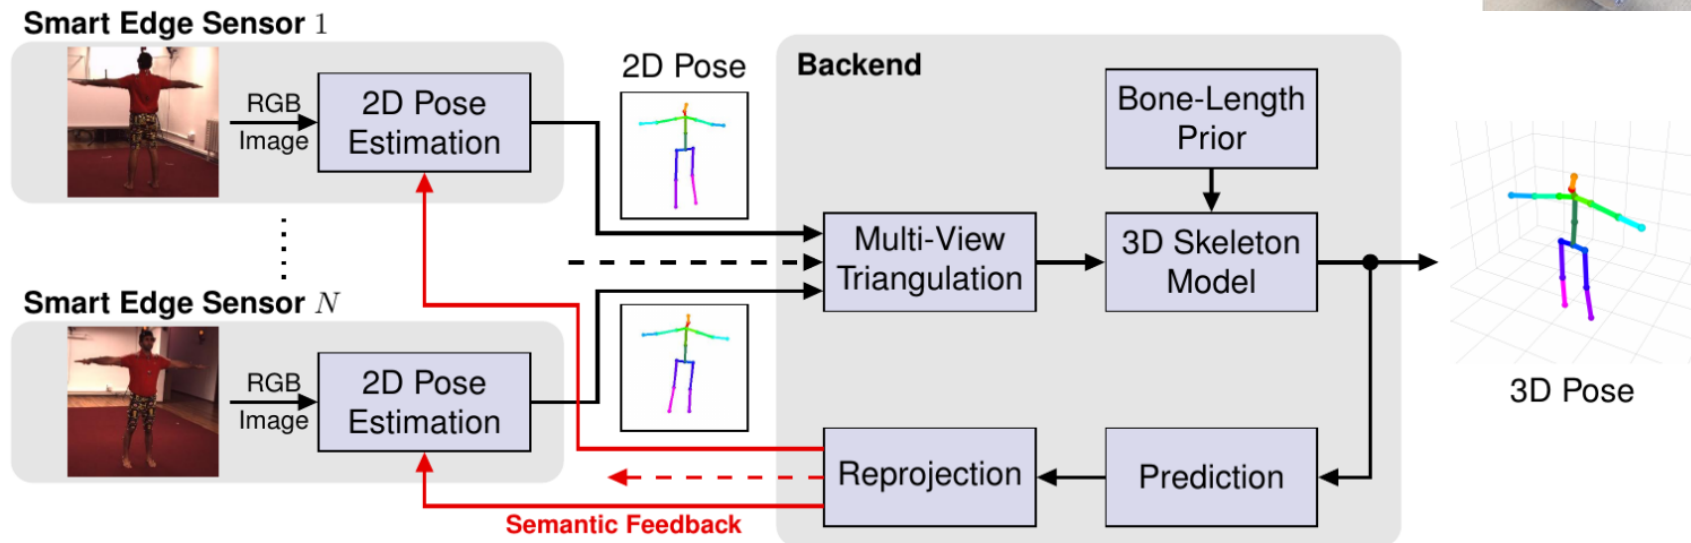 Smart Edge Sensor 1
RGB
Image
2D Pose
Estimation
2D Pose
Smart Edge Sensor N
RGB
Image
2D Pose
Estimation
Backend
Bone-Length
Prior
Multi-View
Triangulation
3D Skeleton
Model
Reprojection
Prediction
Semantic Feedback
3D Pose